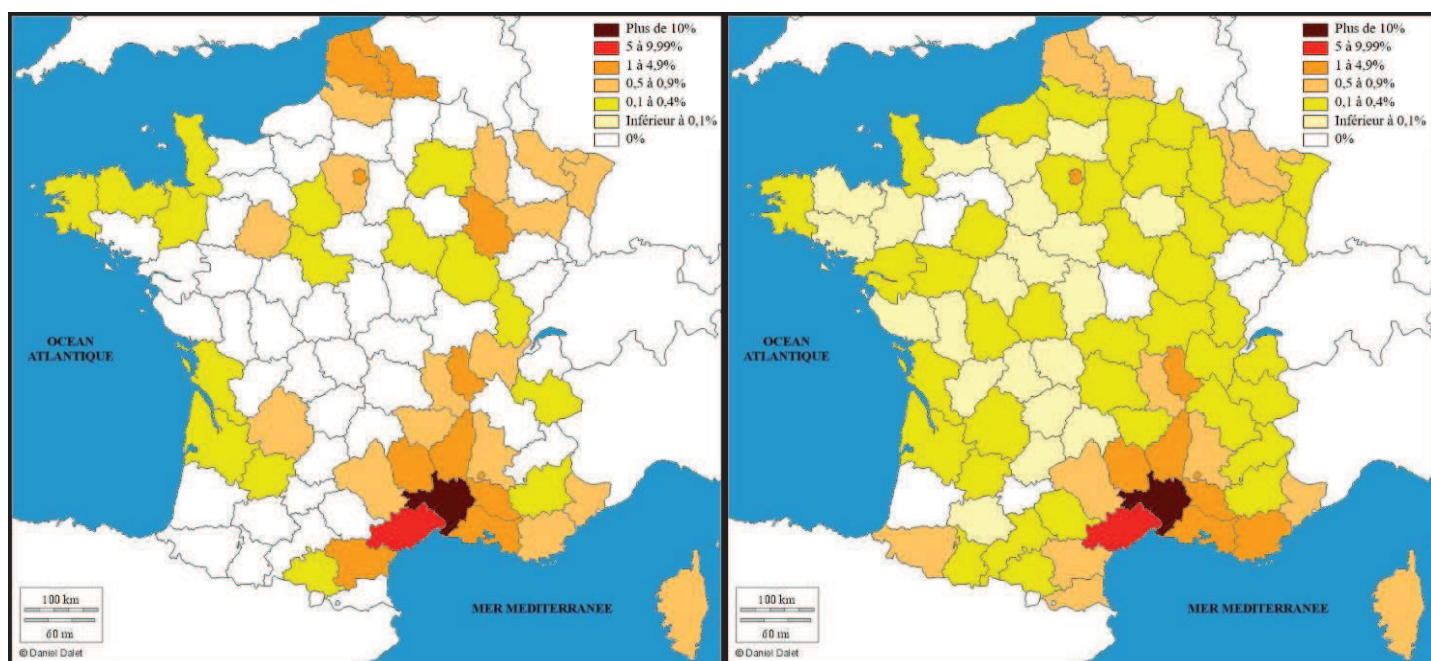 Plus de 10%
5 à 9,99%
1 à 4,9%
0,5 à 0,9%
0,1 à 0,4%
Inférieur à 0,1%
0%
OCEAN
ATLANTIQUE
MER MEDITERRANEE
100 km
60 mi
© Daniel Dalet
Plus de 10%
5 à 9,99%
1 à 4,9%
0,5 à 0,9%
0,1 à 0,4%
Inférieur à 0,1%
0%
OCEAN
ATLANTIQUE
MER MEDITERRANEE
100 km
60 mi
© Daniel Dalet